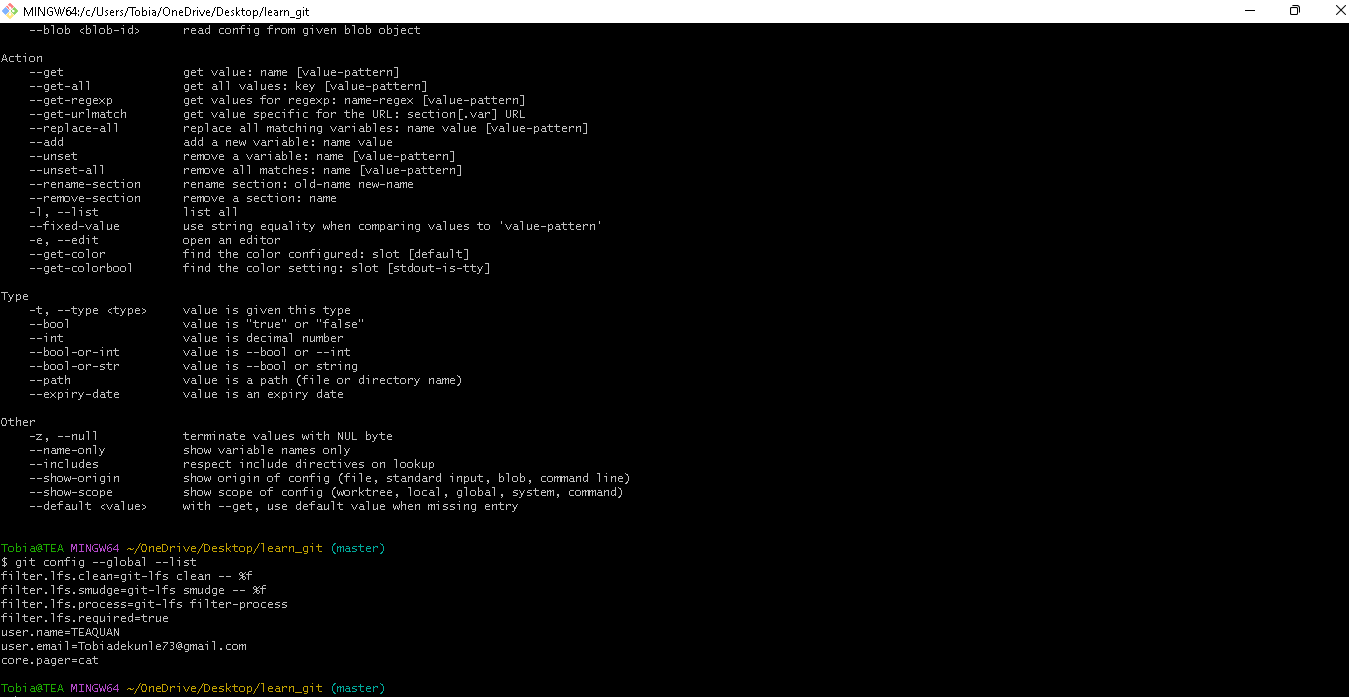 MINGW64:/c/Users/Tobia/OneDrive/Desktop/learn_git
--blob <blob-id> read config from given blob object
Action
--get get value: name [value-pattern]
--get-all get all values: key [value-pattern]
--get-regexp get values for regexp: name-regex [value-pattern]
--get-urlmatch get value specific for the URL: section[.var] URL
--replace-all replace all matching variables: name value [value-pattern]
--add add a new variable: name value
--unset remove a variable: name [value-pattern]
--unset-all remove all matches: name [value-pattern]
--rename-section rename section: old-name new-name
--remove-section remove a section: name
-l, --list list all
--fixed-value use string equality when comparing values to 'value-pattern'
-e, --edit open an editor
--get-color find the color configured: slot [default]
--get-colorbool find the color setting: slot [stdout-is-tty]
Type
-t, --type <type> value is given this type
--bool value is "true" or "false"
--int value is decimal number
--bool-or-int value is --bool or --int
--bool-or-str value is --bool or string
--path value is a path (file or directory name)
--expiry-date value is an expiry date
Other
-z, --null terminate values with NUL byte
--name-only show variable names only
--includes respect include directives on lookup
--show-origin show origin of config (file, standard input, blob, command line)
--show-scope show scope of config (worktree, local, global, system, command)
--default <value> with --get, use default value when missing entry
Tobia@TEA MINGW64 ~/OneDrive/Desktop/learn_git (master)
$ git config --global --list
filter.lfs.clean=git-lfs clean -- %f
filter.lfs.smudge=git-lfs smudge -- %f
filter.lfs.process=git-lfs filter-process
filter.lfs.required=true
user.name=TEAQUAN
user.email=Tobiadekunle73@gmail.com
core.pager=cat
Tobia@TEA MINGW64 ~/OneDrive/Desktop/learn_git (master)